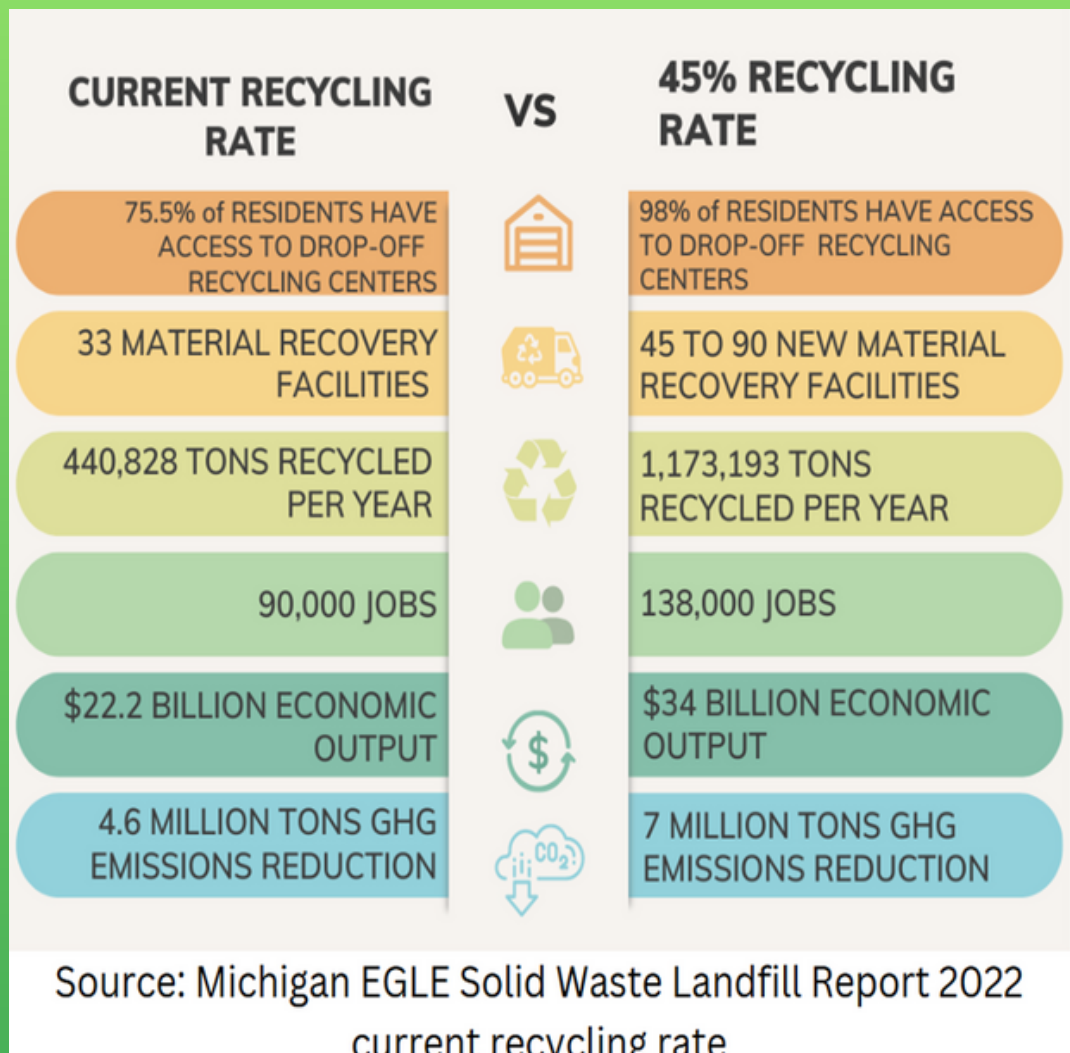 CURRENT RECYCLING
RATE
VS
45% RECYCLING
RATE
75.5% of RESIDENTS HAVE
ACCESS TO DROP-OFF
RECYCLING CENTERS
98% of RESIDENTS HAVE ACCESS
TO DROP-OFF RECYCLING
CENTERS
33 MATERIAL RECOVERY
FACILITIES
45 TO 90 NEW MATERIAL
RECOVERY FACILITIES
440,828 TONS RECYCLED
PER YEAR
1,173,193 TONS
RECYCLED PER YEAR
90,000 JOBS
138,000 JOBS
$22.2 BILLION ECONOMIC
OUTPUT
$
$34 BILLION ECONOMIC
OUTPUT
4.6 MILLION TONS GHG
EMISSIONS REDUCTION
CO2
7 MILLION TONS GHG
EMISSIONS REDUCTION
Source: Michigan EGLE Solid Waste Landfill Report 2022
current recycling rate